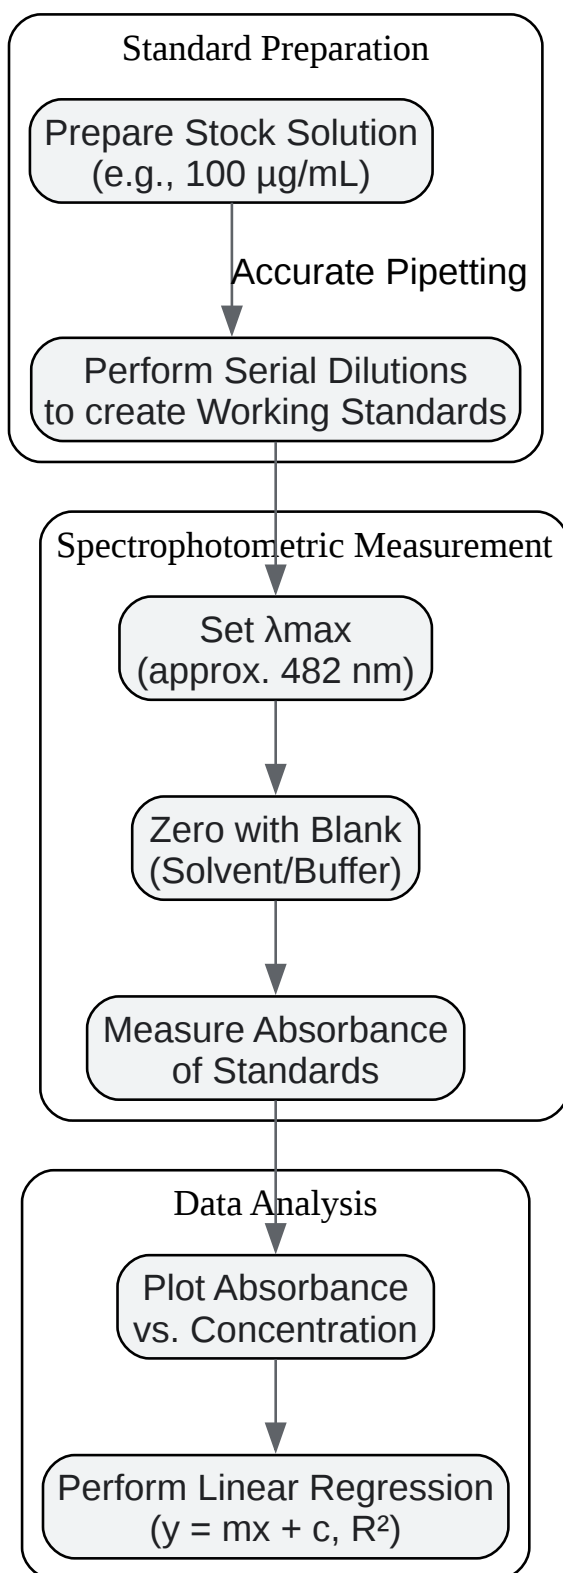 Standard Preparation
Prepare Stock Solution
(e.g., 100 µg/mL)
Accurate Pipetting
Perform Serial Dilutions
to create Working Standards
Spectrophotometric Measurement
Set λmax
(approx. 482 nm)
Zero with Blank
(Solvent/Buffer)
Measure Absorbance
of Standards
Data Analysis
Plot Absorbance
vs. Concentration
Perform Linear Regression
(y = mx + c, R²)